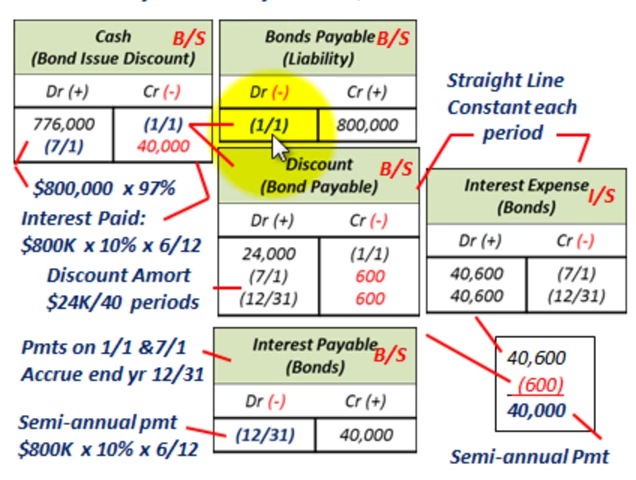 Cash B/S
(Bond Issue Discount)
Dr (+) Cr (-)
776,000 (1/1)
(7/1) 40,000
Bonds Payable B/S
(Liability)
Dr (-) Cr (+)
(1/1) 800,000
Straight Line
Constant each
period
$800,000 x 97%
Interest Paid:
$800K x 10% x 6/12
Discount Amort
$24K/40 periods
Discount B/S
(Bond Payable)
Dr (+) Cr (-)
24,000 (1/1)
(7/1) 600
(12/31) 600
Interest Expense I/S
(Bonds)
Dr (+) Cr (-)
40,600 (7/1)
40,600 (12/31)
Pmts on 1/1 &7/1
Accrue end yr 12/31
Semi-annual pmt
$800K x 10% x 6/12
Interest Payable B/S
(Bonds)
Dr (-) Cr (+)
(12/31) 40,000
40,600
(600)
40,000
Semi-annual Pmt